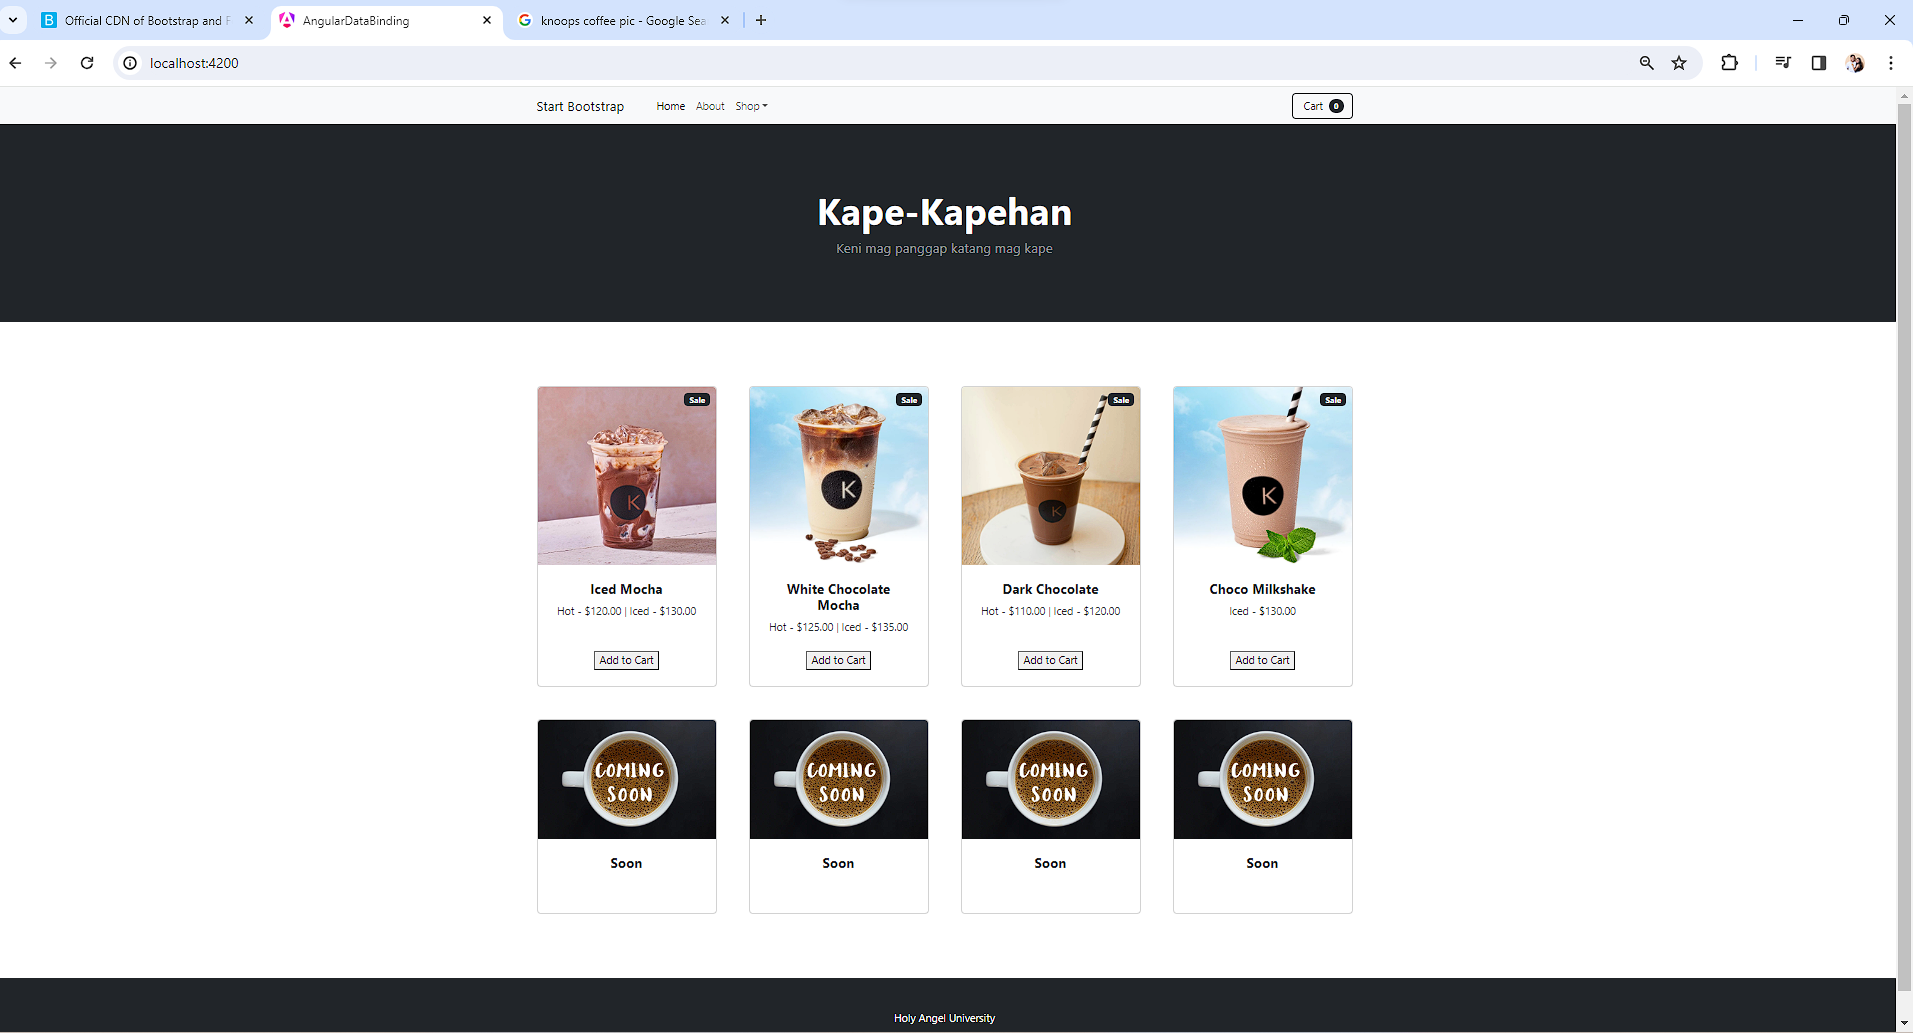 Official CDN of Bootstrap and F
AngularDataBinding
knoops coffee pic - Google Sea
localhost:4200
Start Bootstrap
Home
About
Shop
Cart 0
Kape-Kapehan
Keni mag panggap katang mag kape
Sale
Sale
Sale
Sale
K
K
K
K
Iced Mocha
Hot - $120.00 | Iced - $130.00
Add to Cart
White Chocolate
Mocha
Hot - $125.00 | Iced - $135.00
Add to Cart
Dark Chocolate
Hot - $110.00 | Iced - $120.00
Add to Cart
Choco Milkshake
Iced - $130.00
Add to Cart
COMING
SOON
Soon
COMING
SOON
Soon
COMING
SOON
Soon
COMING
SOON
Soon
Holy Angel University